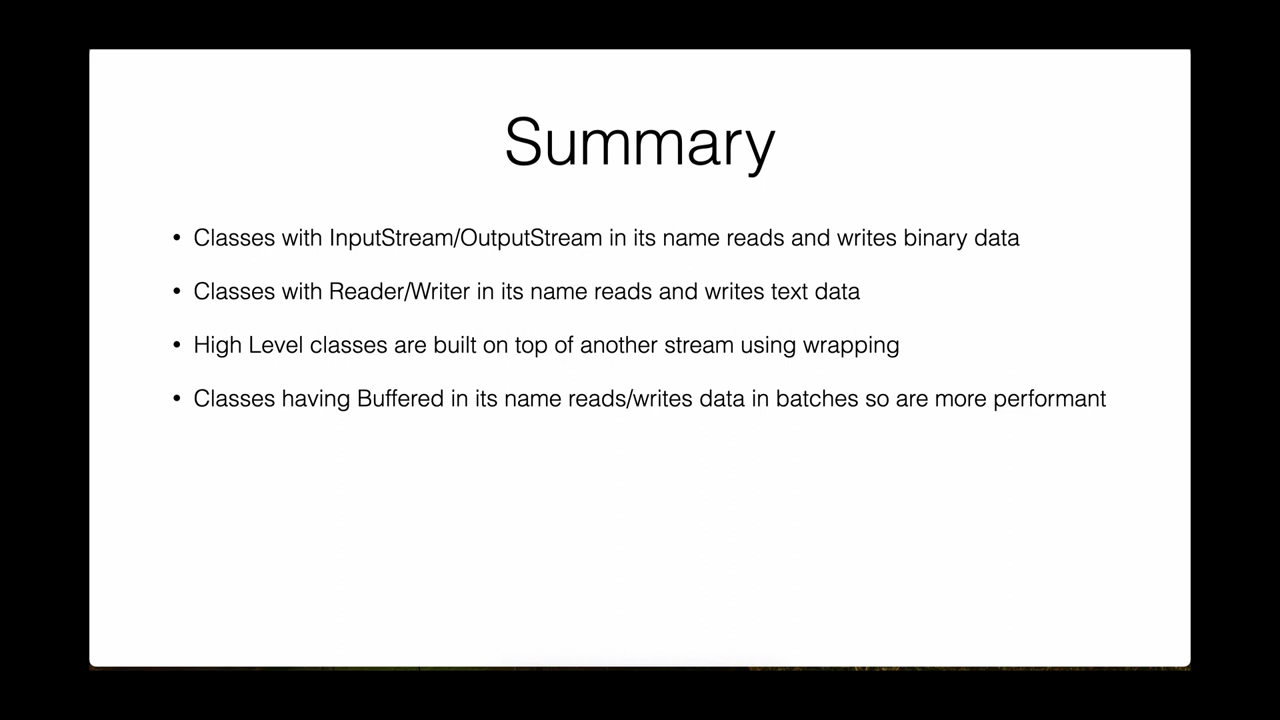 Summary
• Classes with InputStream/OutputStream in its name reads and writes binary data
• Classes with Reader/Writer in its name reads and writes text data
• High Level classes are built on top of another stream using wrapping
• Classes having Buffered in its name reads/writes data in batches so are more performant